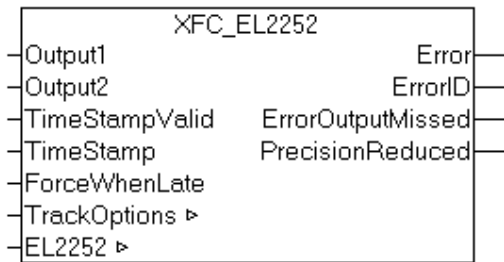 XFC_EL2252
Output1 Error
Output2 ErrorID
TimeStampValid ErrorOutputMissed
TimeStamp PrecisionReduced
ForceWhenLate
TrackOptions ▹
EL2252 ▹